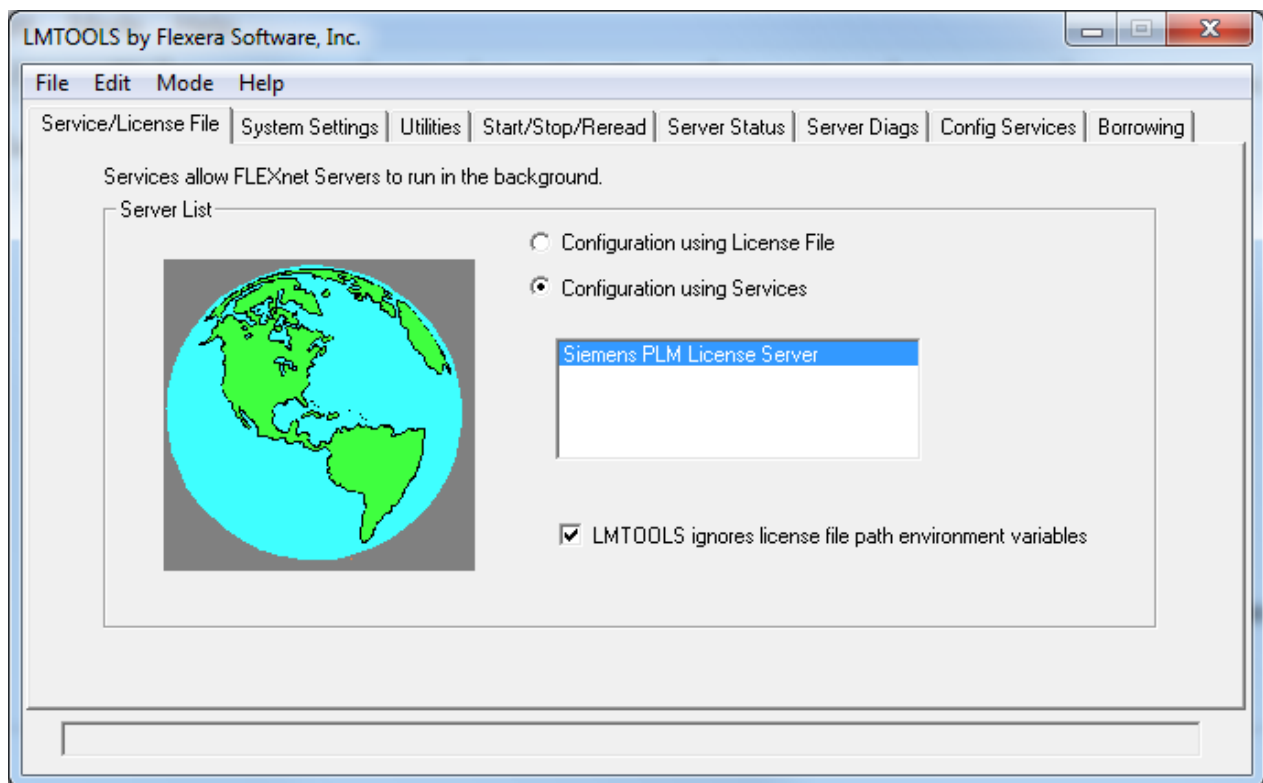 LMTOOLS by Flexera Software, Inc.
File Edit Mode Help
Service/License File System Settings Utilities Start/Stop/Reread Server Status Server Diags Config Services Borrowing
Services allow FLEXnet Servers to run in the background.
Server List
Configuration using License File
Configuration using Services
Siemens PLM License Server
LMTOOLS ignores license file path environment variables